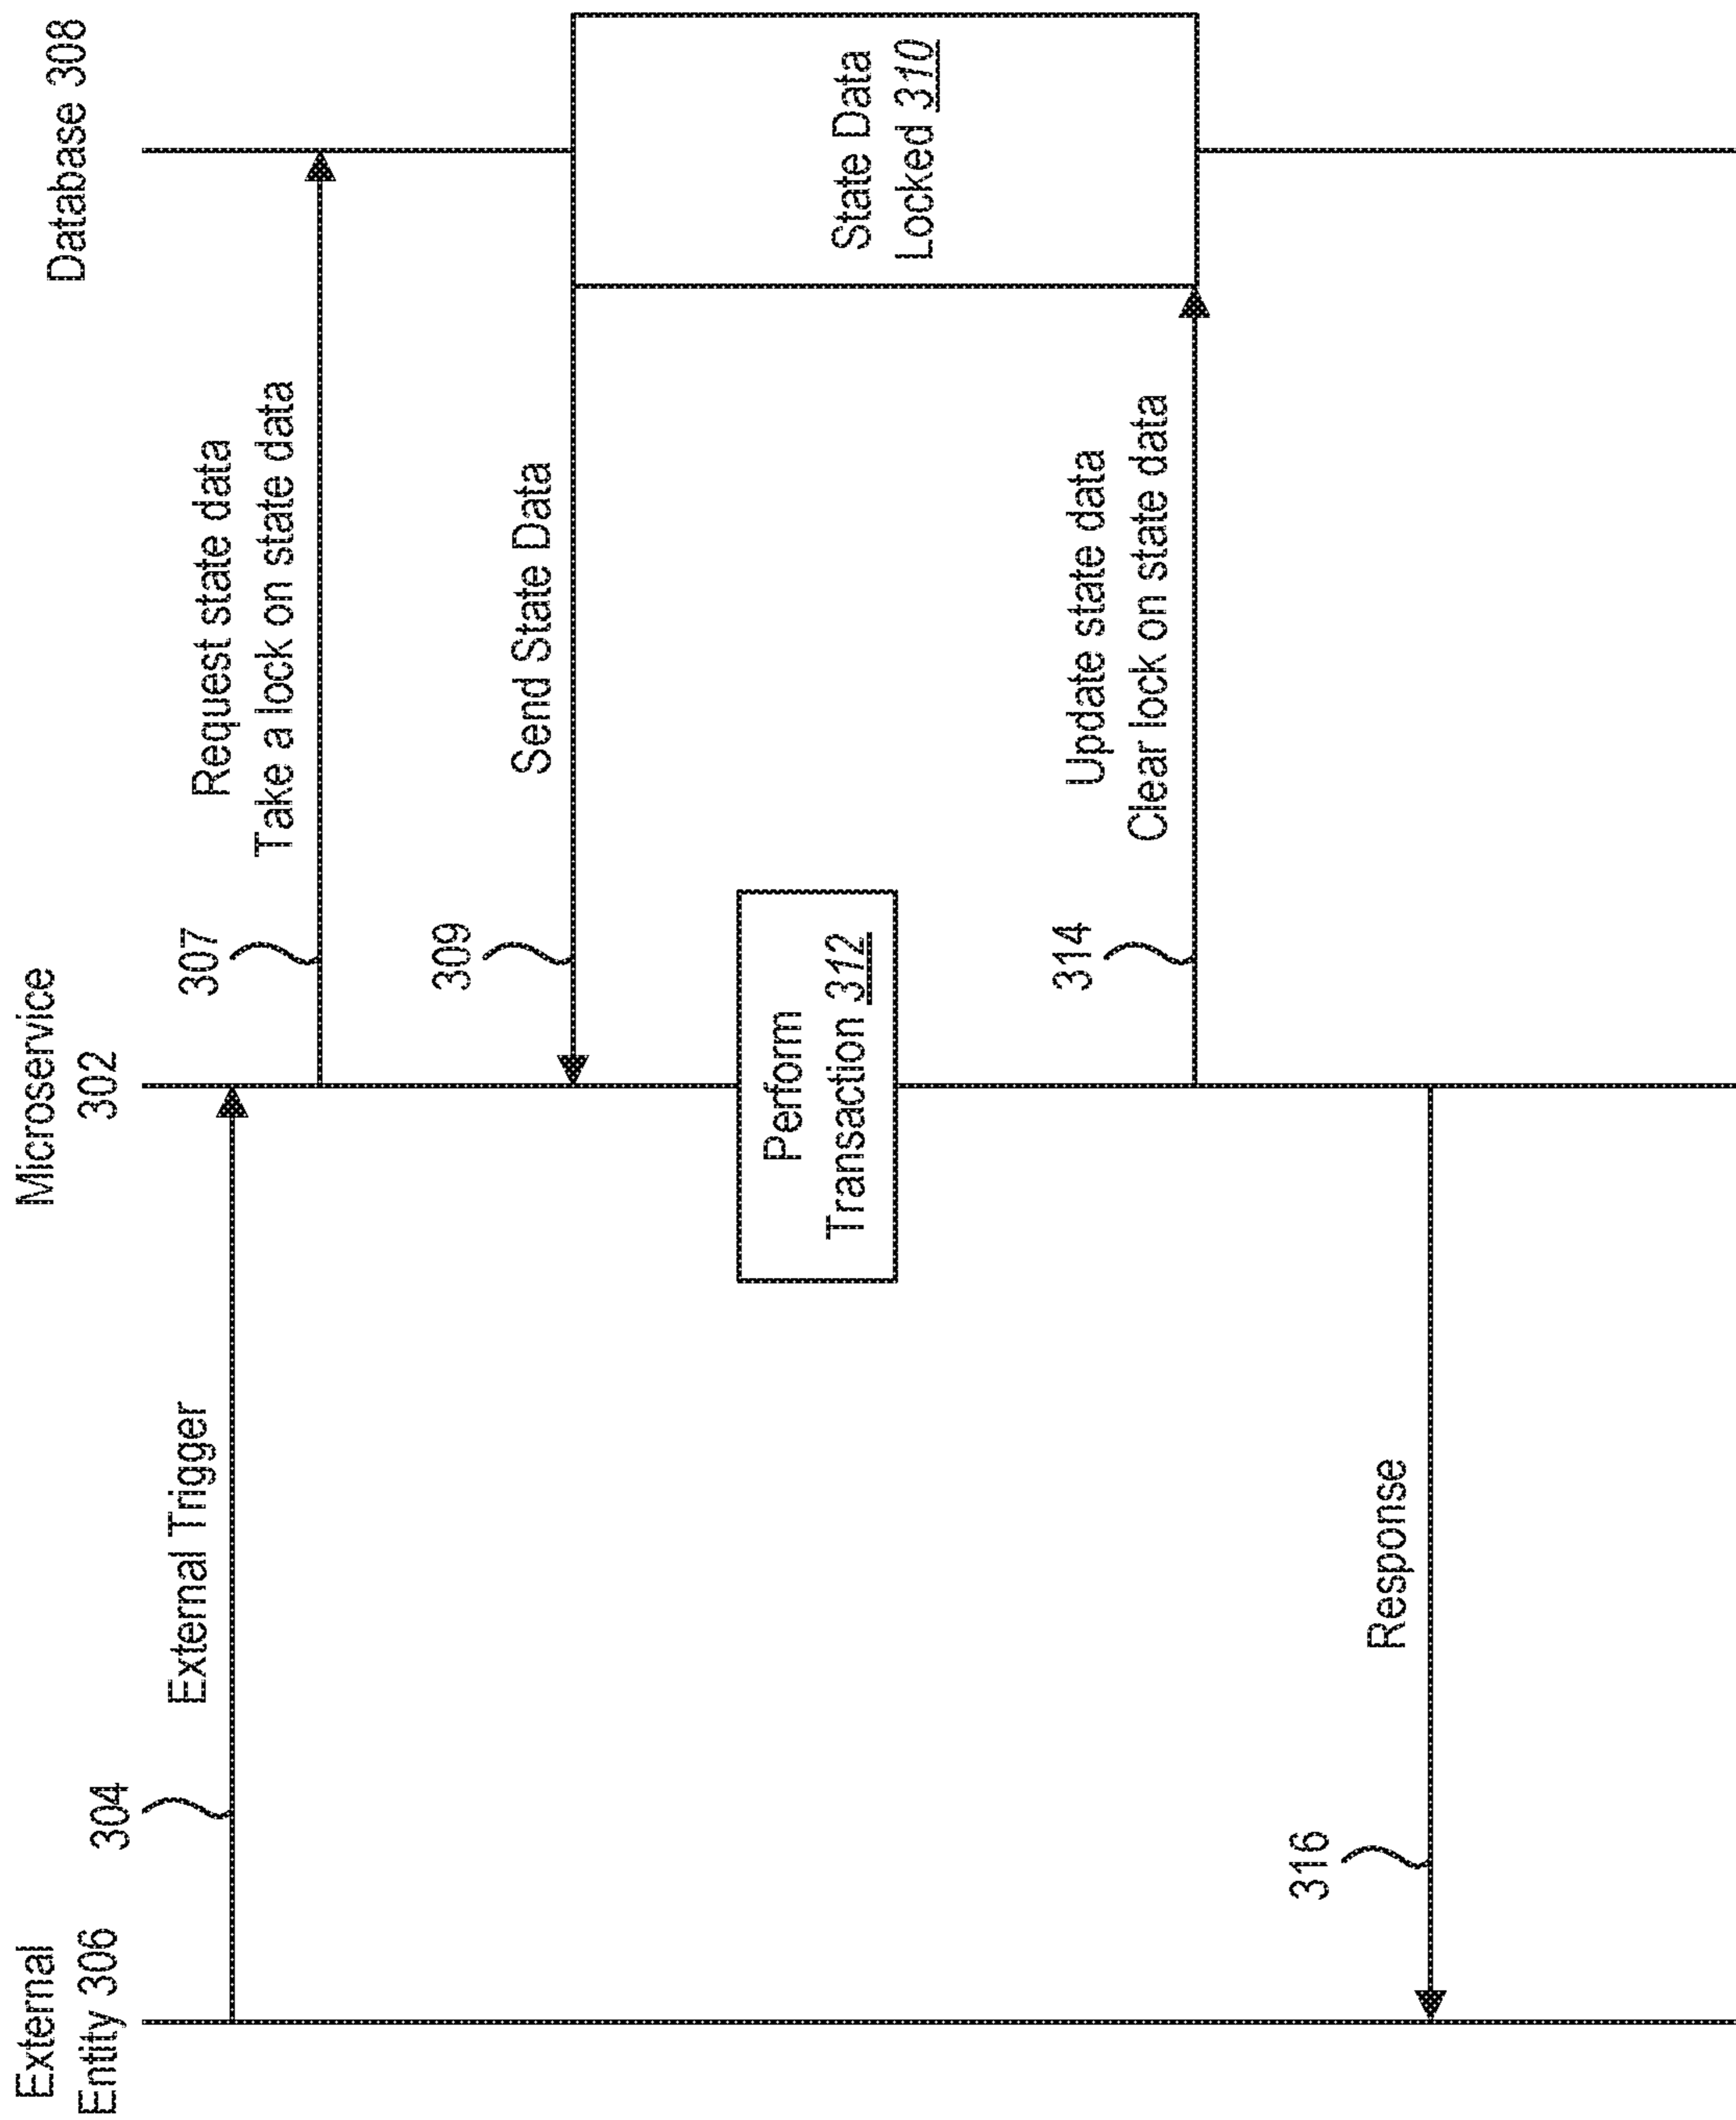 External
Entity 306
Microservice
302
Database 308
304
External Trigger
307
Request state data
Take a lock on state data
309
Send State Data
State Data
Locked 310
Perform
Transaction 312
314
Update state data
Clear lock on state data
316
Response